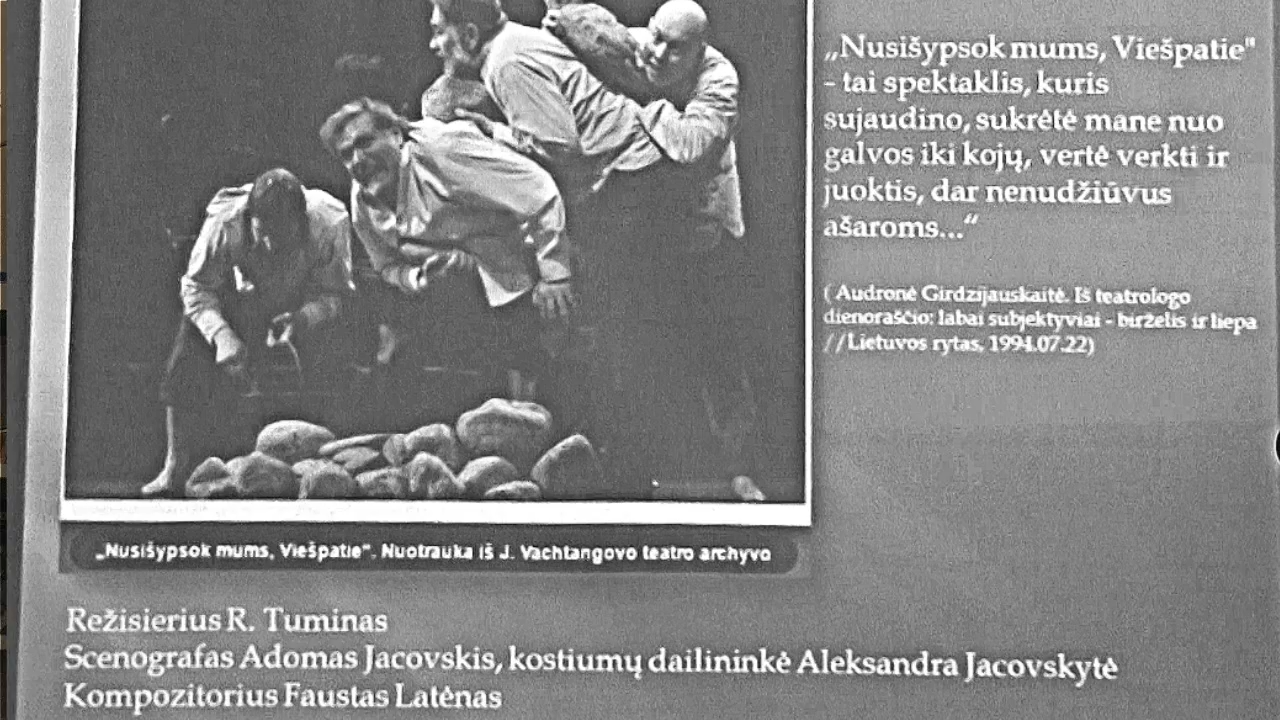 „Nusišypsok mums, Viešpatie"
- tai spektaklis, kuris
sujaudino, sukrėtė mane nuo
galvos iki kojų, vertė verkti ir
juoktis, dar nenudžiūvus
ašaroms...“
( Audronė Girdzijauskaitė. Iš teatrologo
dienoraščio: labai subjektyviai - birželis ir liepa
//Lietuvos rytas, 1994.07.22)
„Nusišypsok mums, Viešpatie". Nuotrauka iš J. Vachtangovo teatro archyvo
Režisierius R. Tuminas
Scenografas Adomas Jacovskis, kostiumų dailininkė Aleksandra Jacovskytė
Kompozitorius Faustas Latėnas